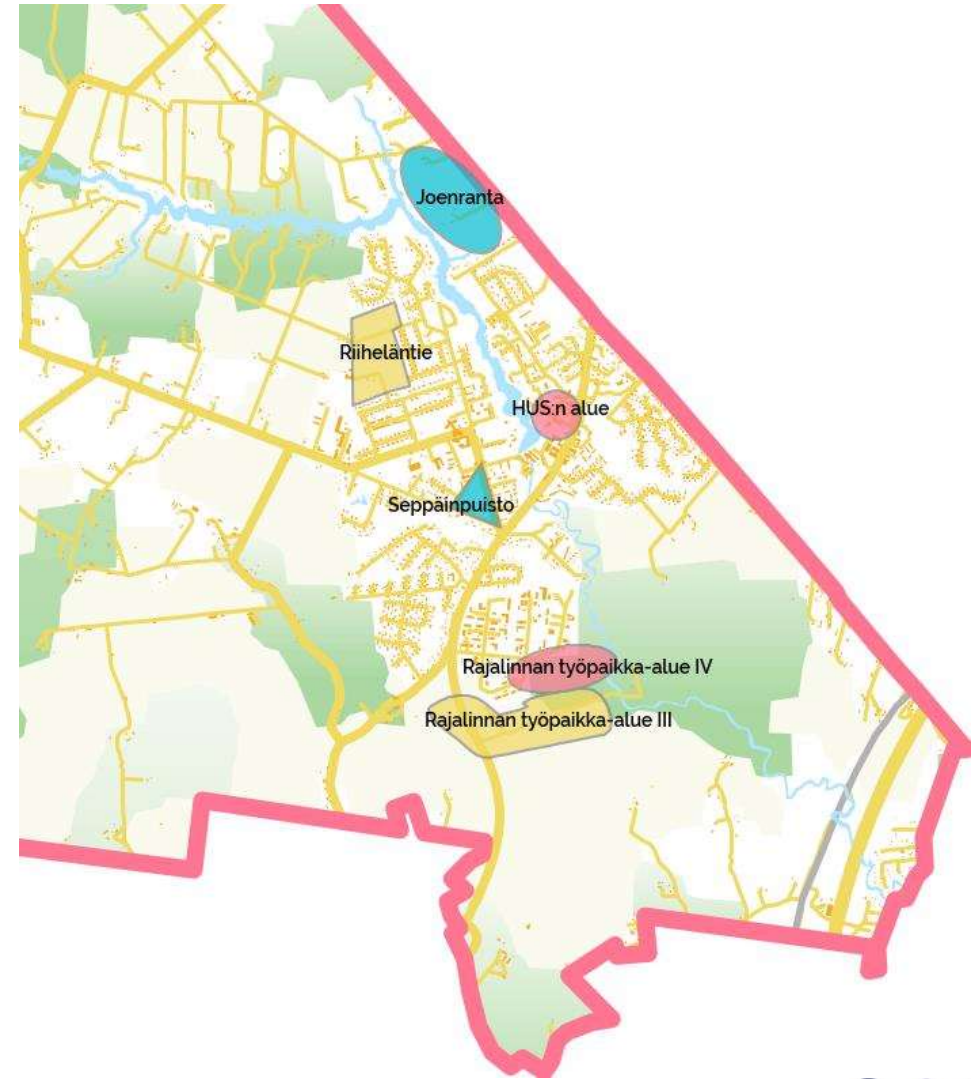 Joenranta
Riiheläntie
HUS:n alue
Seppäinpuisto
Rajalinnan työpaikka-alue IV
Rajalinnan työpaikka-alue III